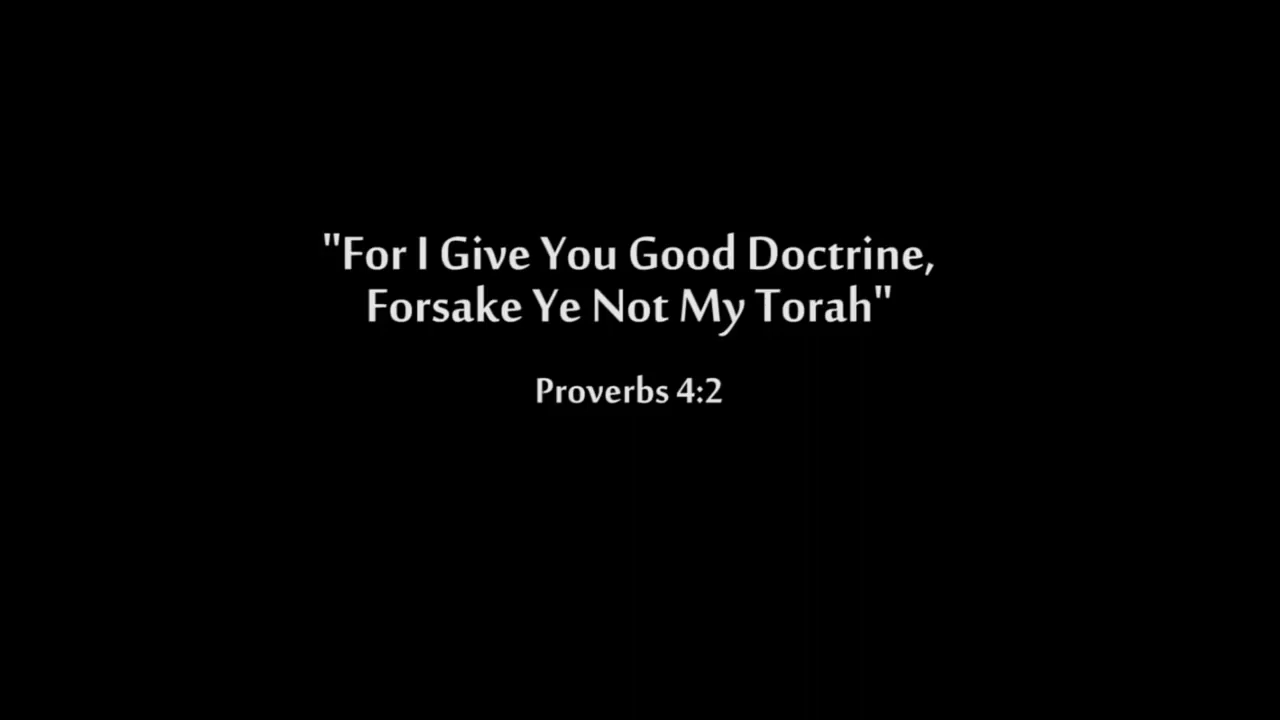 "For I Give You Good Doctrine,
Forsake Ye Not My Torah"
Proverbs 4:2